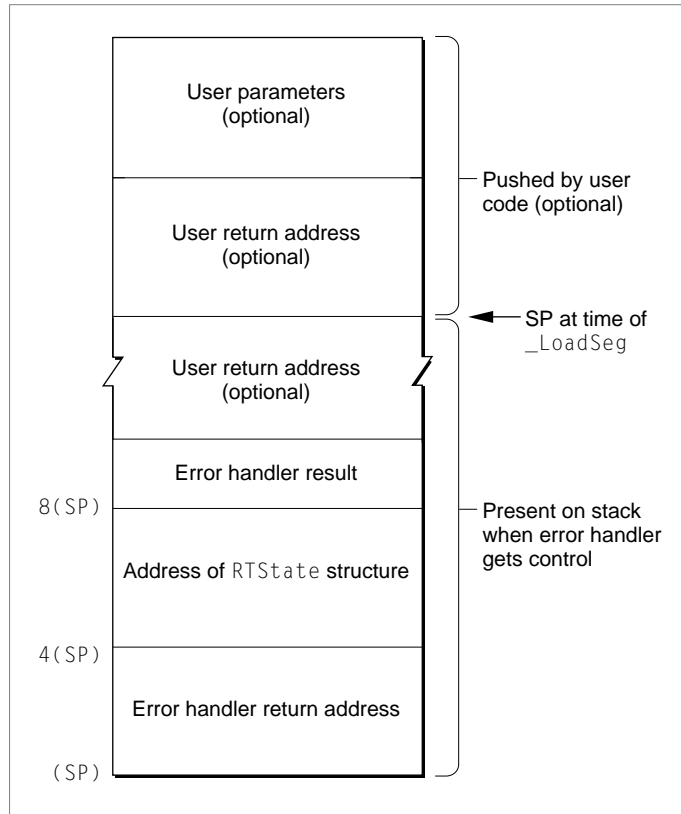 User parameters
(optional)
Pushed by user
code (optional)
User return address
(optional)
SP at time of
_LoadSeg
User return address
(optional)
Error handler result
8(SP)
Present on stack
when error handler
gets control
Address of RTState structure
4(SP)
Error handler return address
(SP)